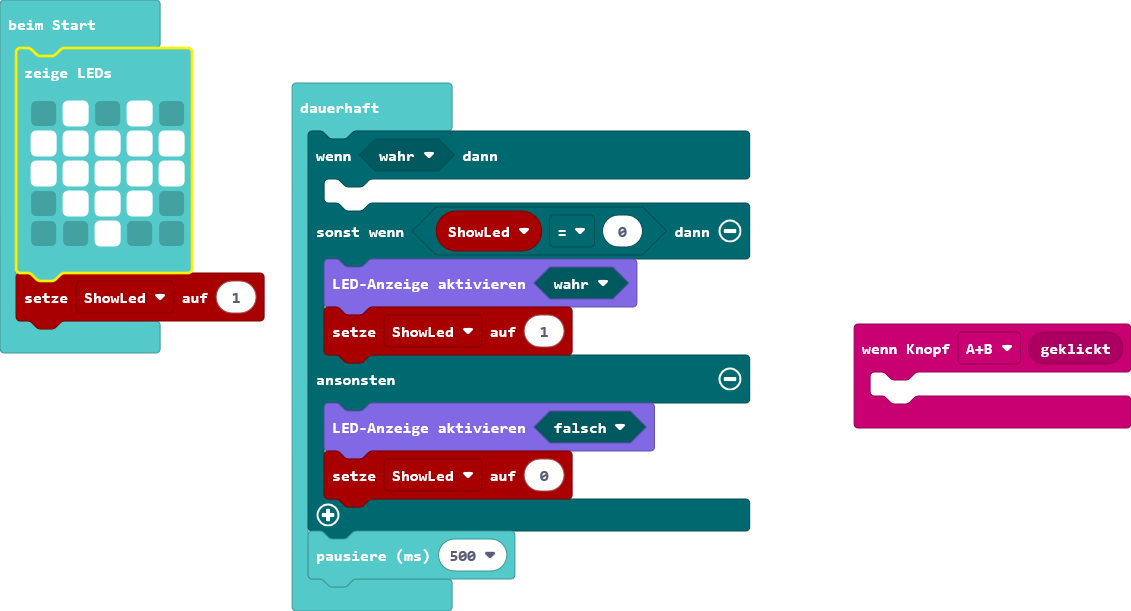 beim Start
zeige LEDs
setze ShowLed auf 1
dauerhaft
wenn wahr dann
sonst wenn ShowLed = 0 dann
LED-Anzeige aktivieren wahr
setze ShowLed auf 1
ansonsten
LED-Anzeige aktivieren falsch
setze ShowLed auf 0
pausiere (ms) 500
wenn Knopf A+B geklickt